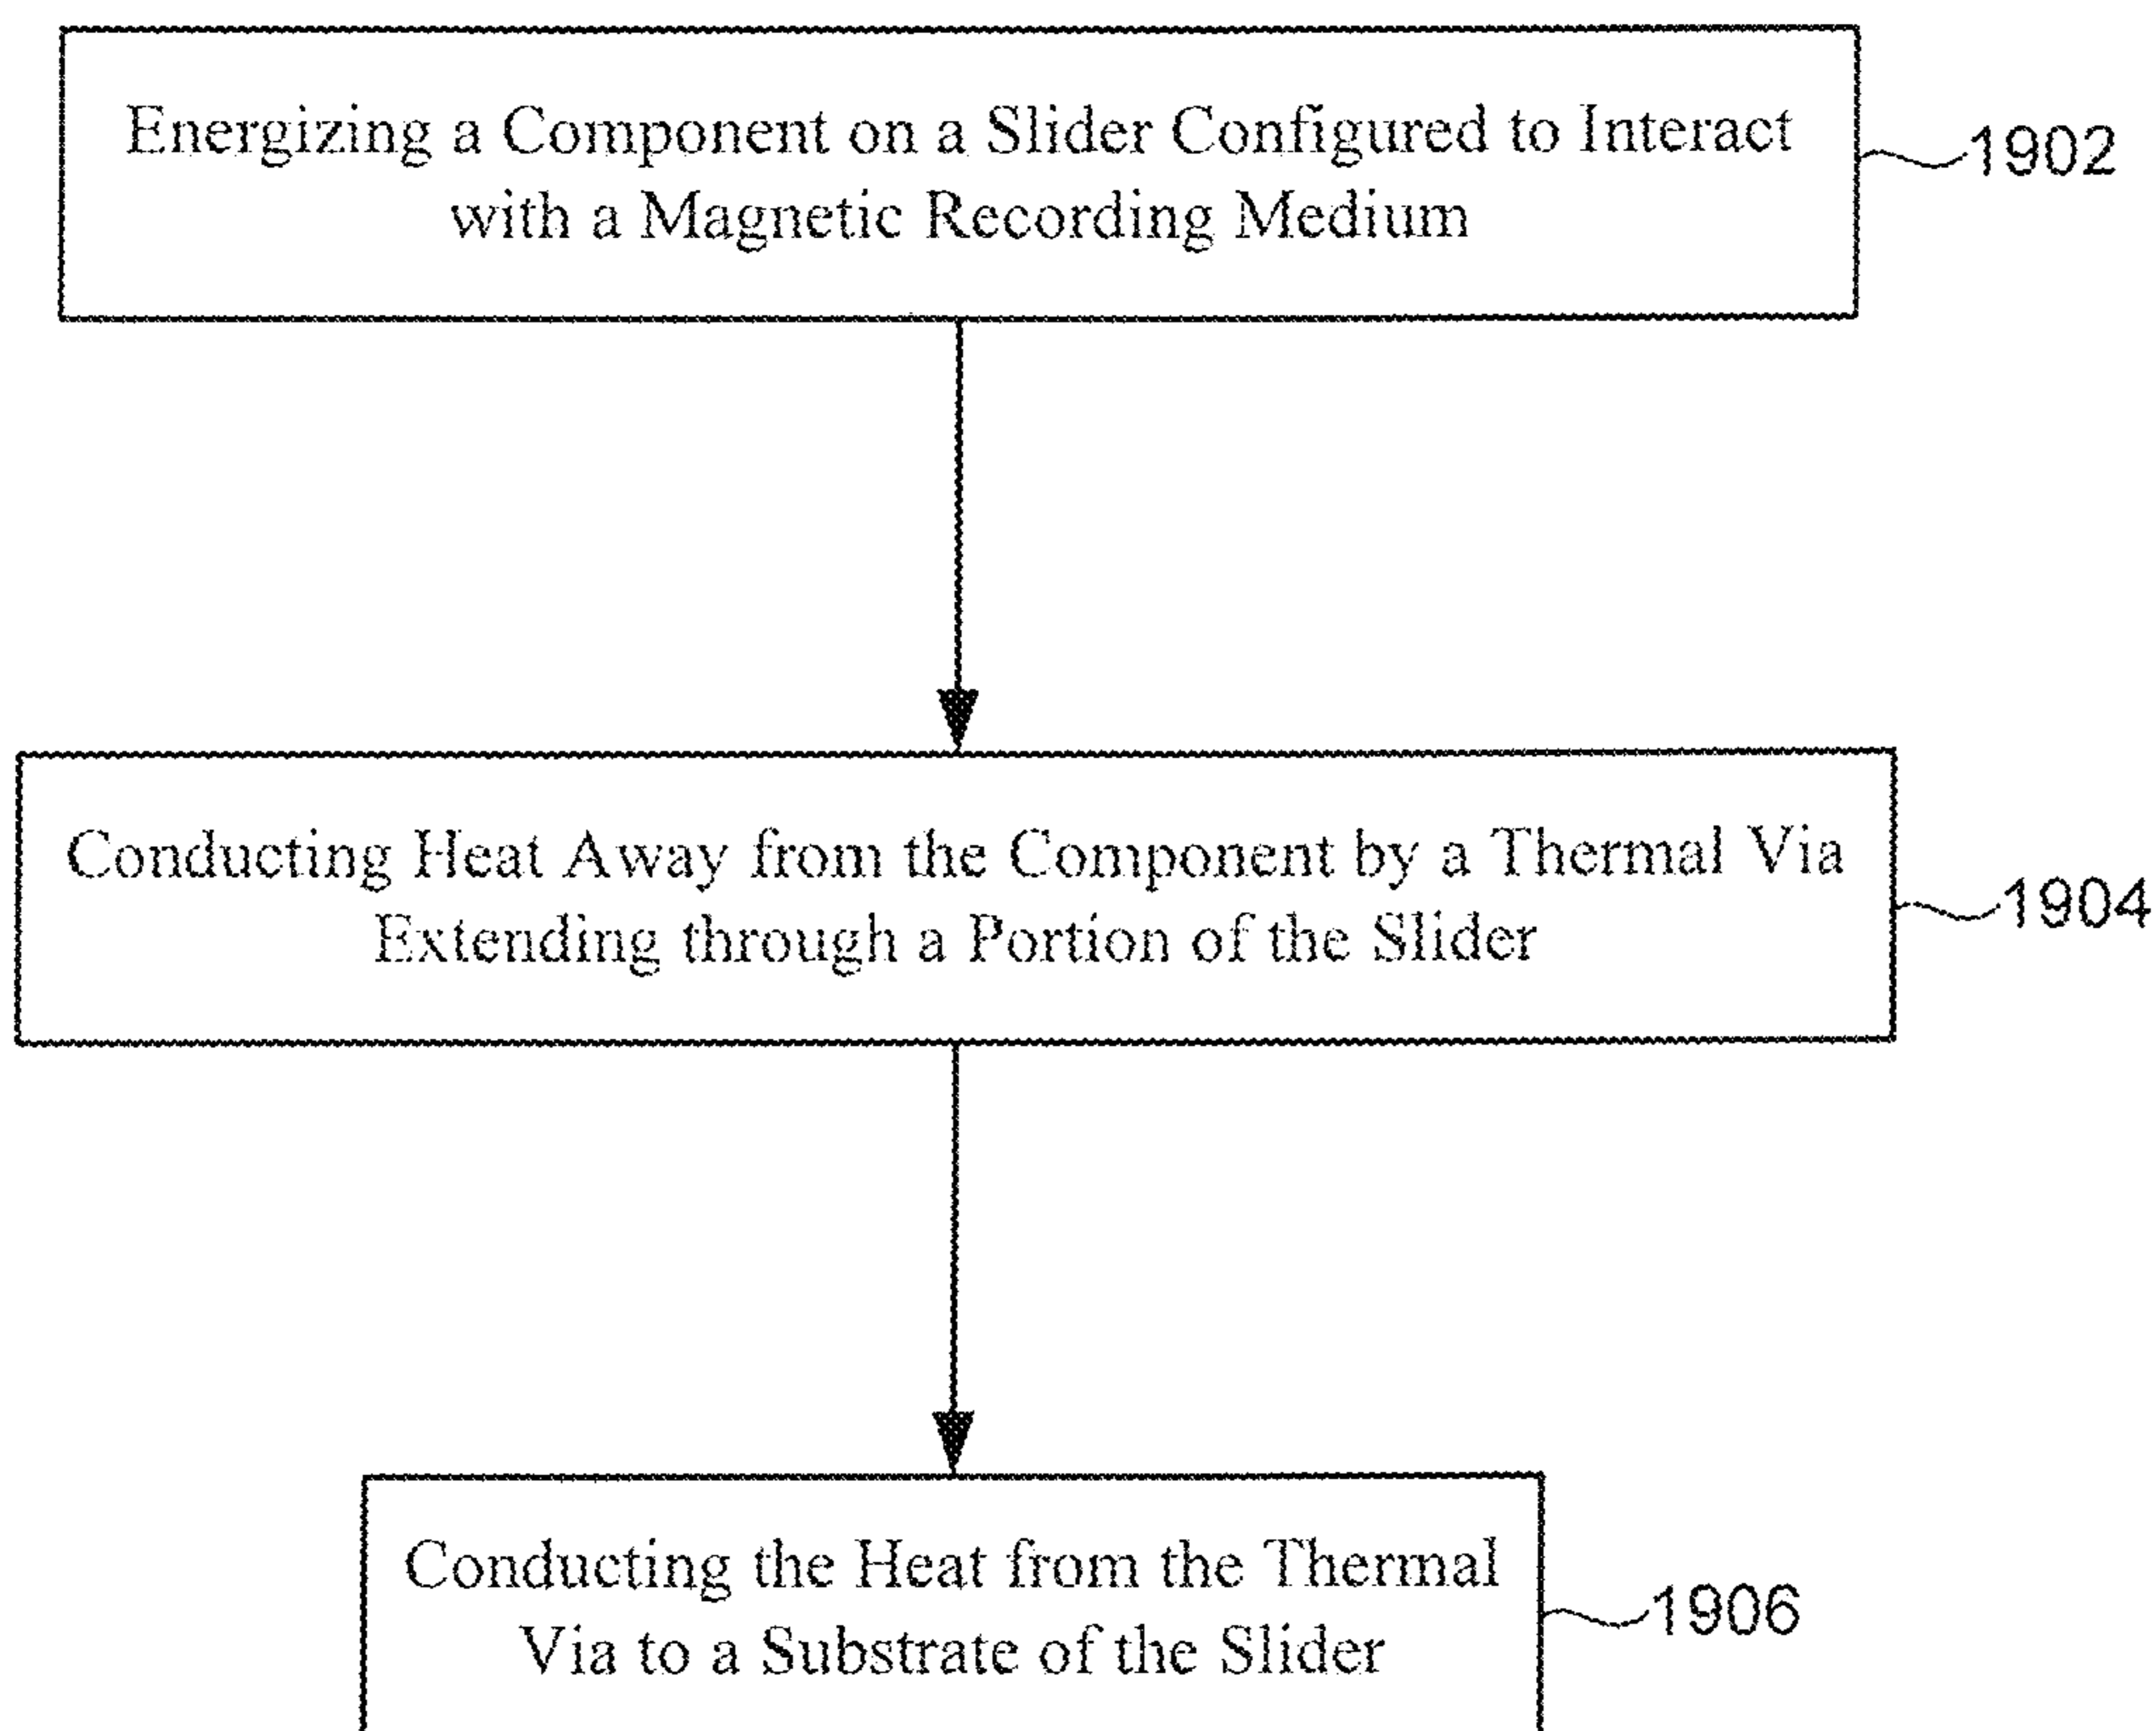 Energizing a Component on a Slider Configured to Interact
with a Magnetic Recording Medium
1902
Conducting Heat Away from the Component by a Thermal Via
Extending through a Portion of the Slider
1904
Conducting the Heat from the Thermal
Via to a Substrate of the Slider
1906